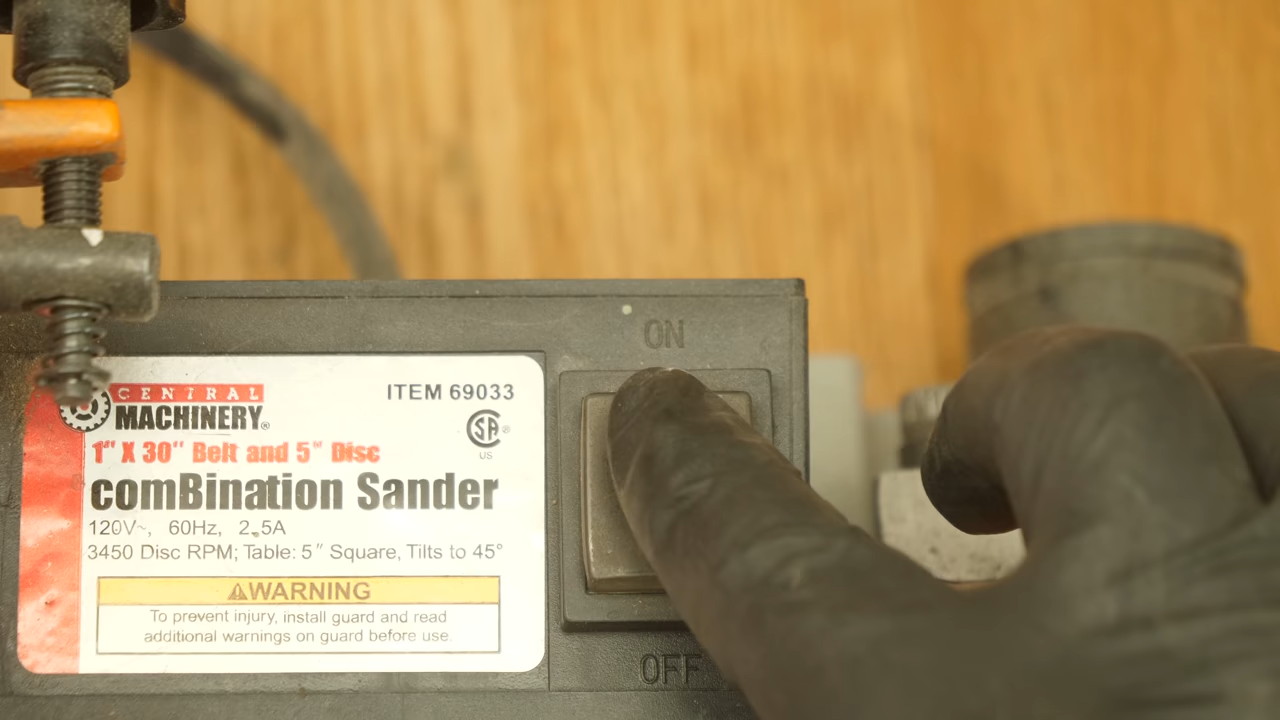 ON
CENTRAL
MACHINERY®
ITEM 69033
SA®
US
1" X 30" Belt and 5" Disc
comBination Sander
120V~, 60Hz, 2.5A
3450 Disc RPM; Table: 5" Square, Tilts to 45°
⚠WARNING
To prevent injury, install guard and read
additional warnings on guard before use.
OFF